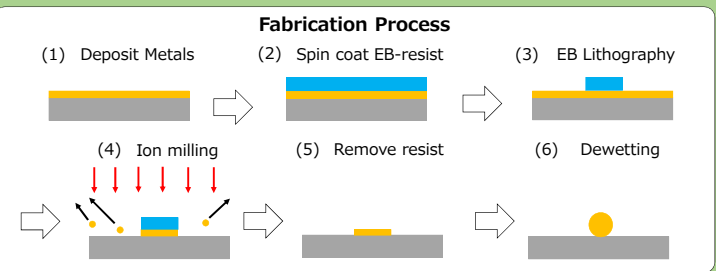 Fabrication Process
(1) Deposit Metals
(2) Spin coat EB-resist
(3) EB Lithography
(4) Ion milling
(5) Remove resist
(6) Dewetting